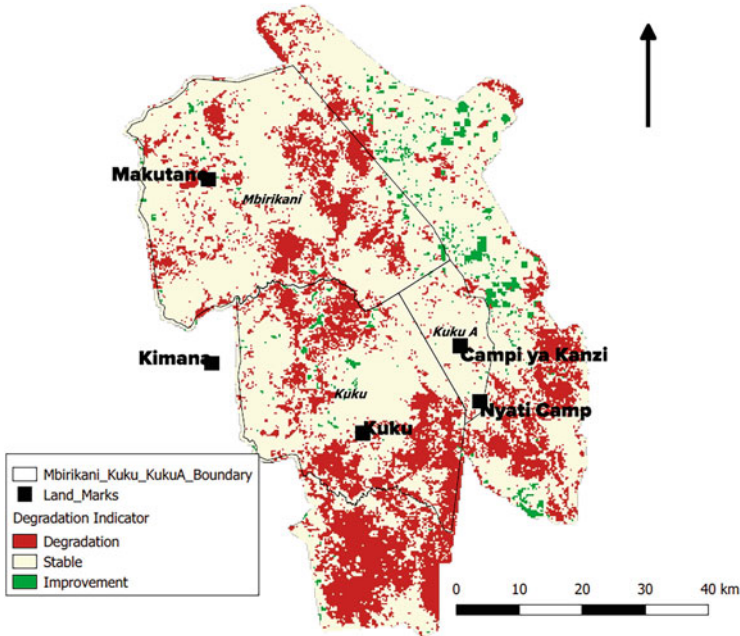 Makutano
Mbirikani
Kuku A
Campi ya Kanzi
Kimana
Kuku
Nyati Camp
Kuku
Mbirikani_Kuku_KukuA_Boundary
Land_Marks
Degradation Indicator
Degradation
Stable
Improvement
0 10 20 30 40 km